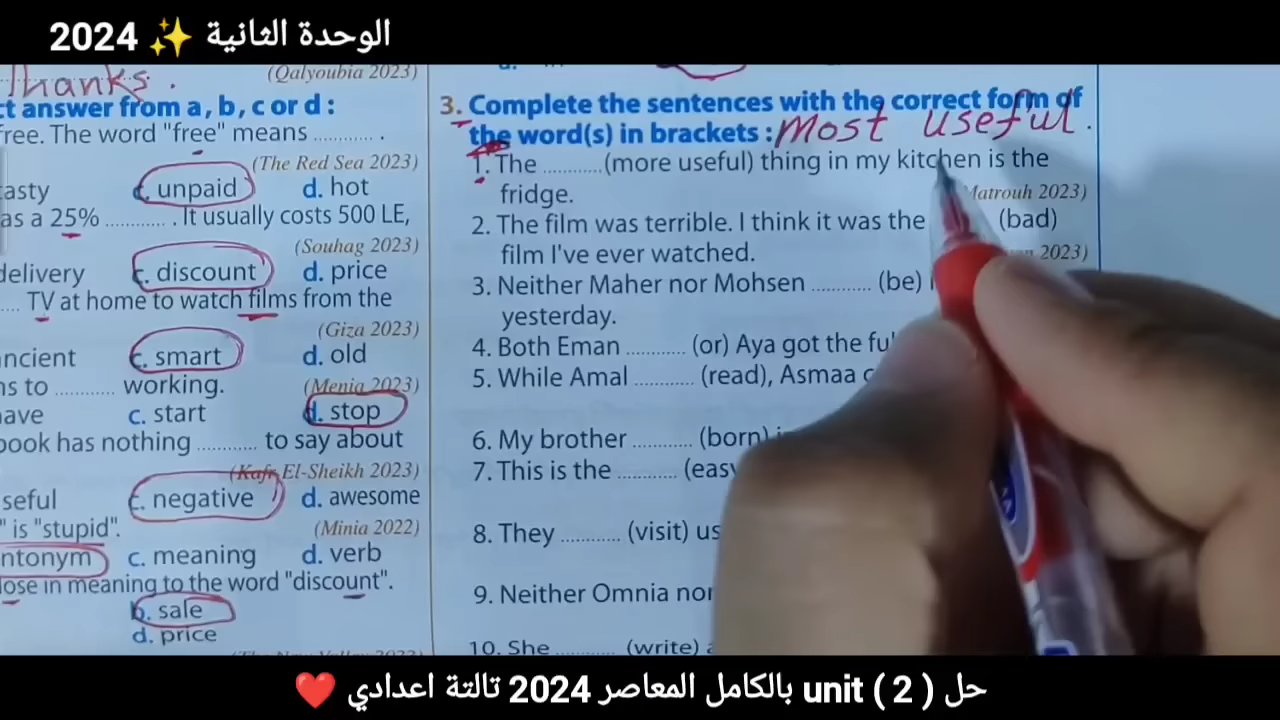 الوحدة الثانية ✨ 2024
Thanks.
(Qalyoubia 2023)
ct answer from a, b, c or d :
free. The word "free" means ............ .
(The Red Sea 2023)
tasty c. unpaid d. hot
as a 25% ............ . It usually costs 500 LE,
(Souhag 2023)
delivery c. discount d. price
.... TV at home to watch films from the
(Giza 2023)
ancient c. smart d. old
ns to ............ working.
(Menia 2023)
have c. start d. stop
book has nothing ............ to say about
(Kafr El-Sheikh 2023)
seful c. negative d. awesome
" is "stupid".
(Minia 2022)
antonym c. meaning d. verb
lose in meaning to the word "discount".
b. sale
d. price
3. Complete the sentences with the correct form of
the word(s) in brackets : most useful.
1. The ............ (more useful) thing in my kitchen is the
fridge. Matrouh 2023)
2. The film was terrible. I think it was the (bad)
film I've ever watched. 2023)
3. Neither Maher nor Mohsen ............ (be)
yesterday.
4. Both Eman ............ (or) Aya got the ful
5. While Amal ............ (read), Asmaa
6. My brother ............ (born)
7. This is the ............ (easy
8. They ............ (visit) us
9. Neither Omnia nor
10. She ............ (write)
حل unit ( 2 ) بالكامل المعاصر 2024 تالتة اعدادي ❤️